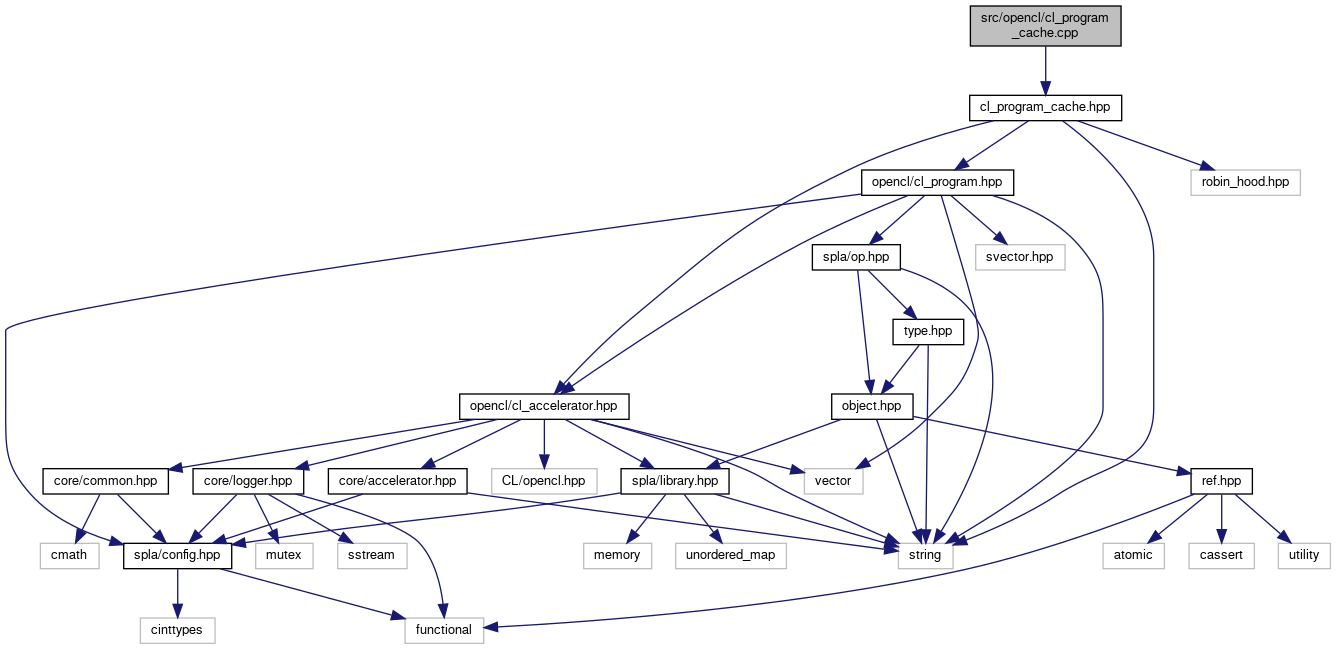 src/opencl/cl_program
_cache.cpp
cl_program_cache.hpp
opencl/cl_program.hpp
robin_hood.hpp
spla/op.hpp
svector.hpp
type.hpp
opencl/cl_accelerator.hpp
object.hpp
core/common.hpp
core/logger.hpp
core/accelerator.hpp
CL/opencl.hpp
spla/library.hpp
vector
ref.hpp
cmath
spla/config.hpp
mutex
sstream
memory
unordered_map
string
atomic
cassert
utility
cinttypes
functional